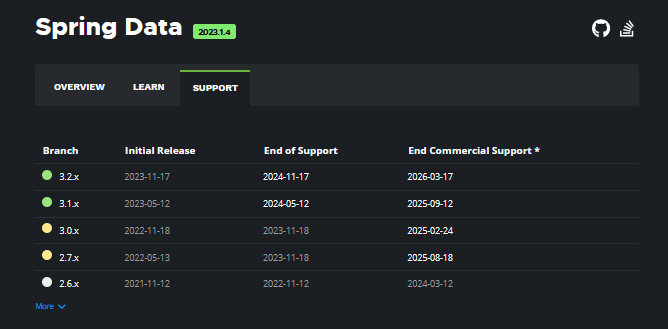 Spring Data 2023.1.4
OVERVIEW LEARN SUPPORT
Branch Initial Release End of Support End Commercial Support *
3.2.x 2023-11-17 2024-11-17 2026-03-17
3.1.x 2023-05-12 2024-05-12 2025-09-12
3.0.x 2022-11-18 2023-11-18 2025-02-24
2.7.x 2022-05-13 2023-11-18 2025-08-18
2.6.x 2021-11-12 2022-11-12 2024-03-12
More